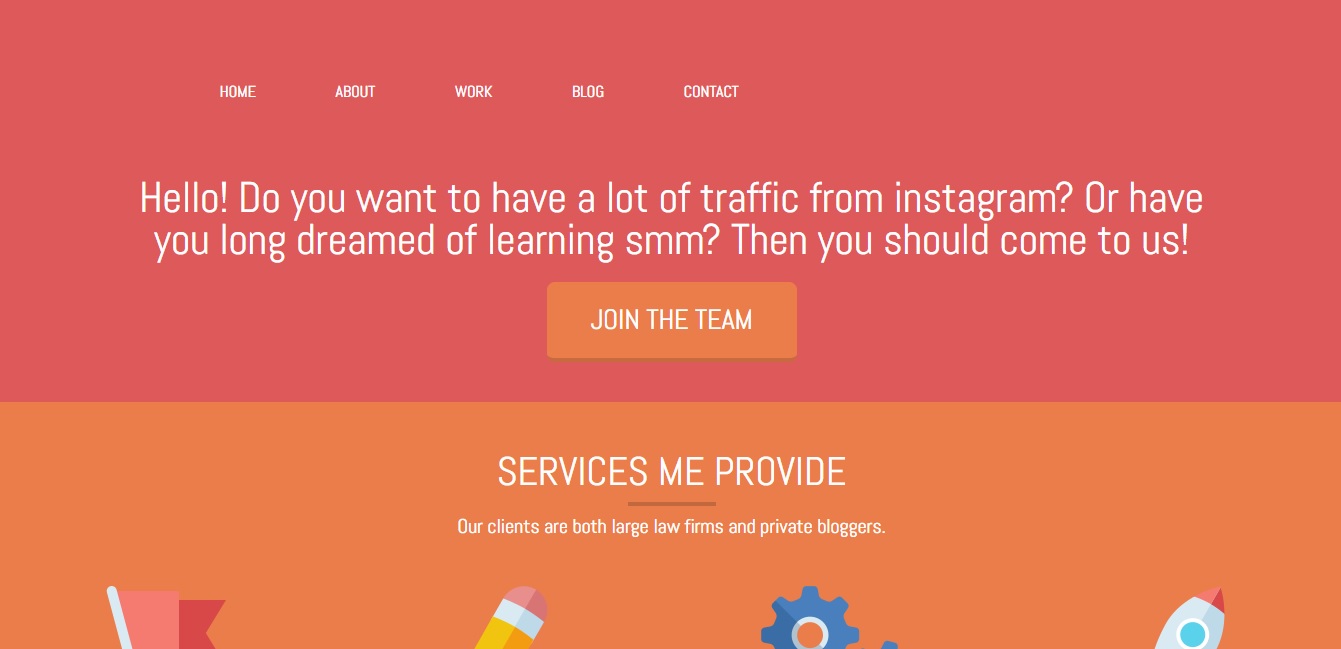 HOME ABOUT WORK BLOG CONTACT
Hello! Do you want to have a lot of traffic from instagram? Or have
you long dreamed of learning smm? Then you should come to us!
JOIN THE TEAM
SERVICES ME PROVIDE
Our clients are both large law firms and private bloggers.